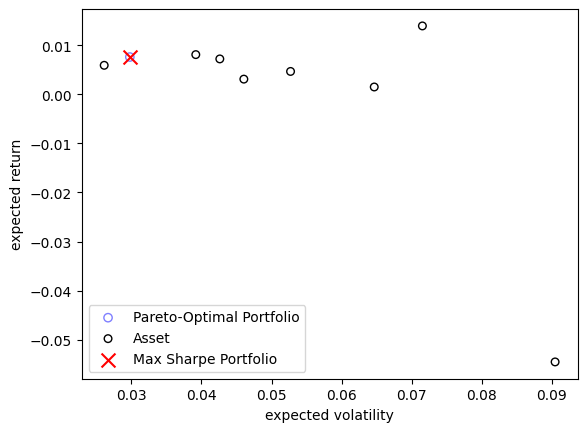 0.01
0.00
−0.01
−0.02
−0.03
−0.04
−0.05
expected return
Pareto-Optimal Portfolio
Asset
Max Sharpe Portfolio
0.03 0.04 0.05 0.06 0.07 0.08 0.09
expected volatility